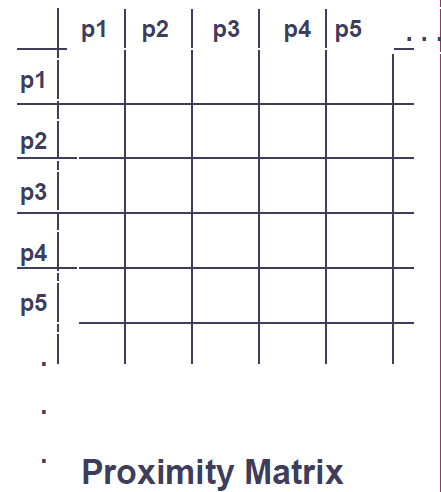 p1 p2 p3 p4 p5 . . .
p1
p2
p3
p4
p5
.
.
.
Proximity Matrix